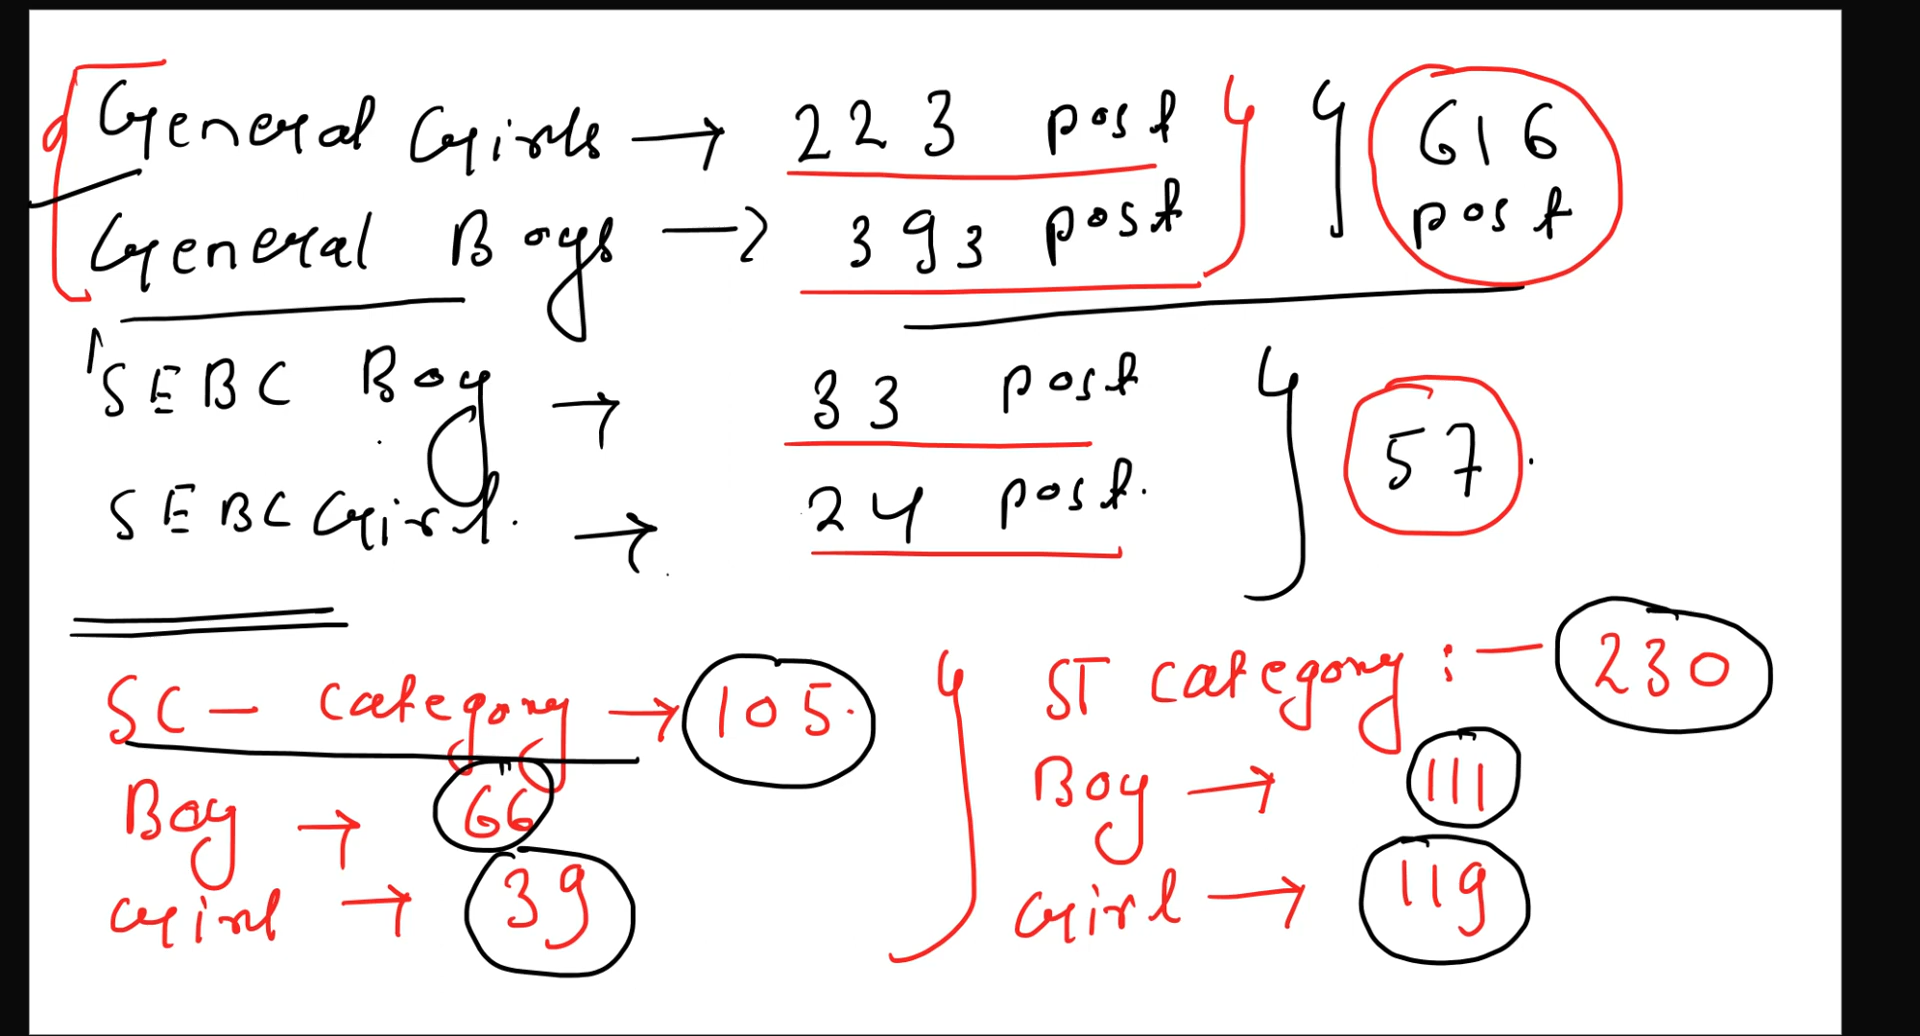 General Girls → 223 post 616
General Boys → 393 post post
SEBC Boy → 33 post
SEBC Girl. → 24 post. 57
SC - Category → 105
Boy → 66
Girl → 39
ST Category :- 230
Boy → 111
Girl → 119